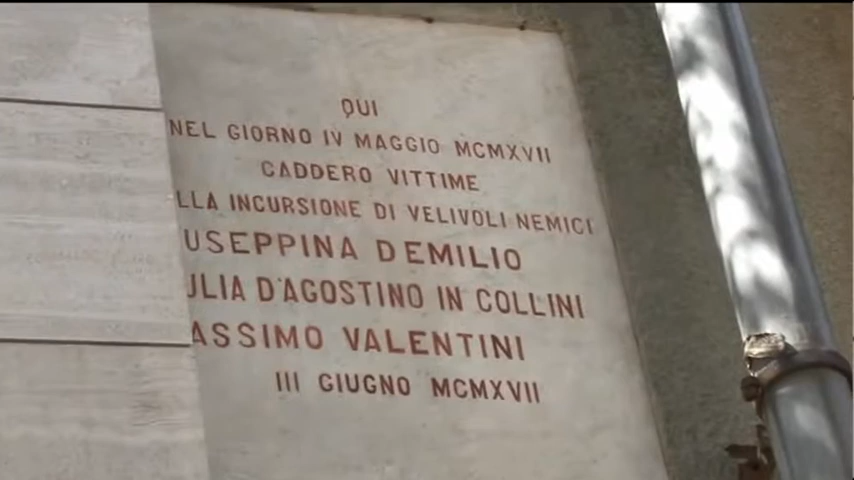 QUI
NEL GIORNO IV MAGGIO MCMXVII
CADDERO VITTIME
LLA INCURSIONE DI VELIVOLI NEMICI
USEPPINA DEMILIO
ULIA D'AGOSTINO IN COLLINI
ASSIMO VALENTINI
III GIUGNO MCMXVII